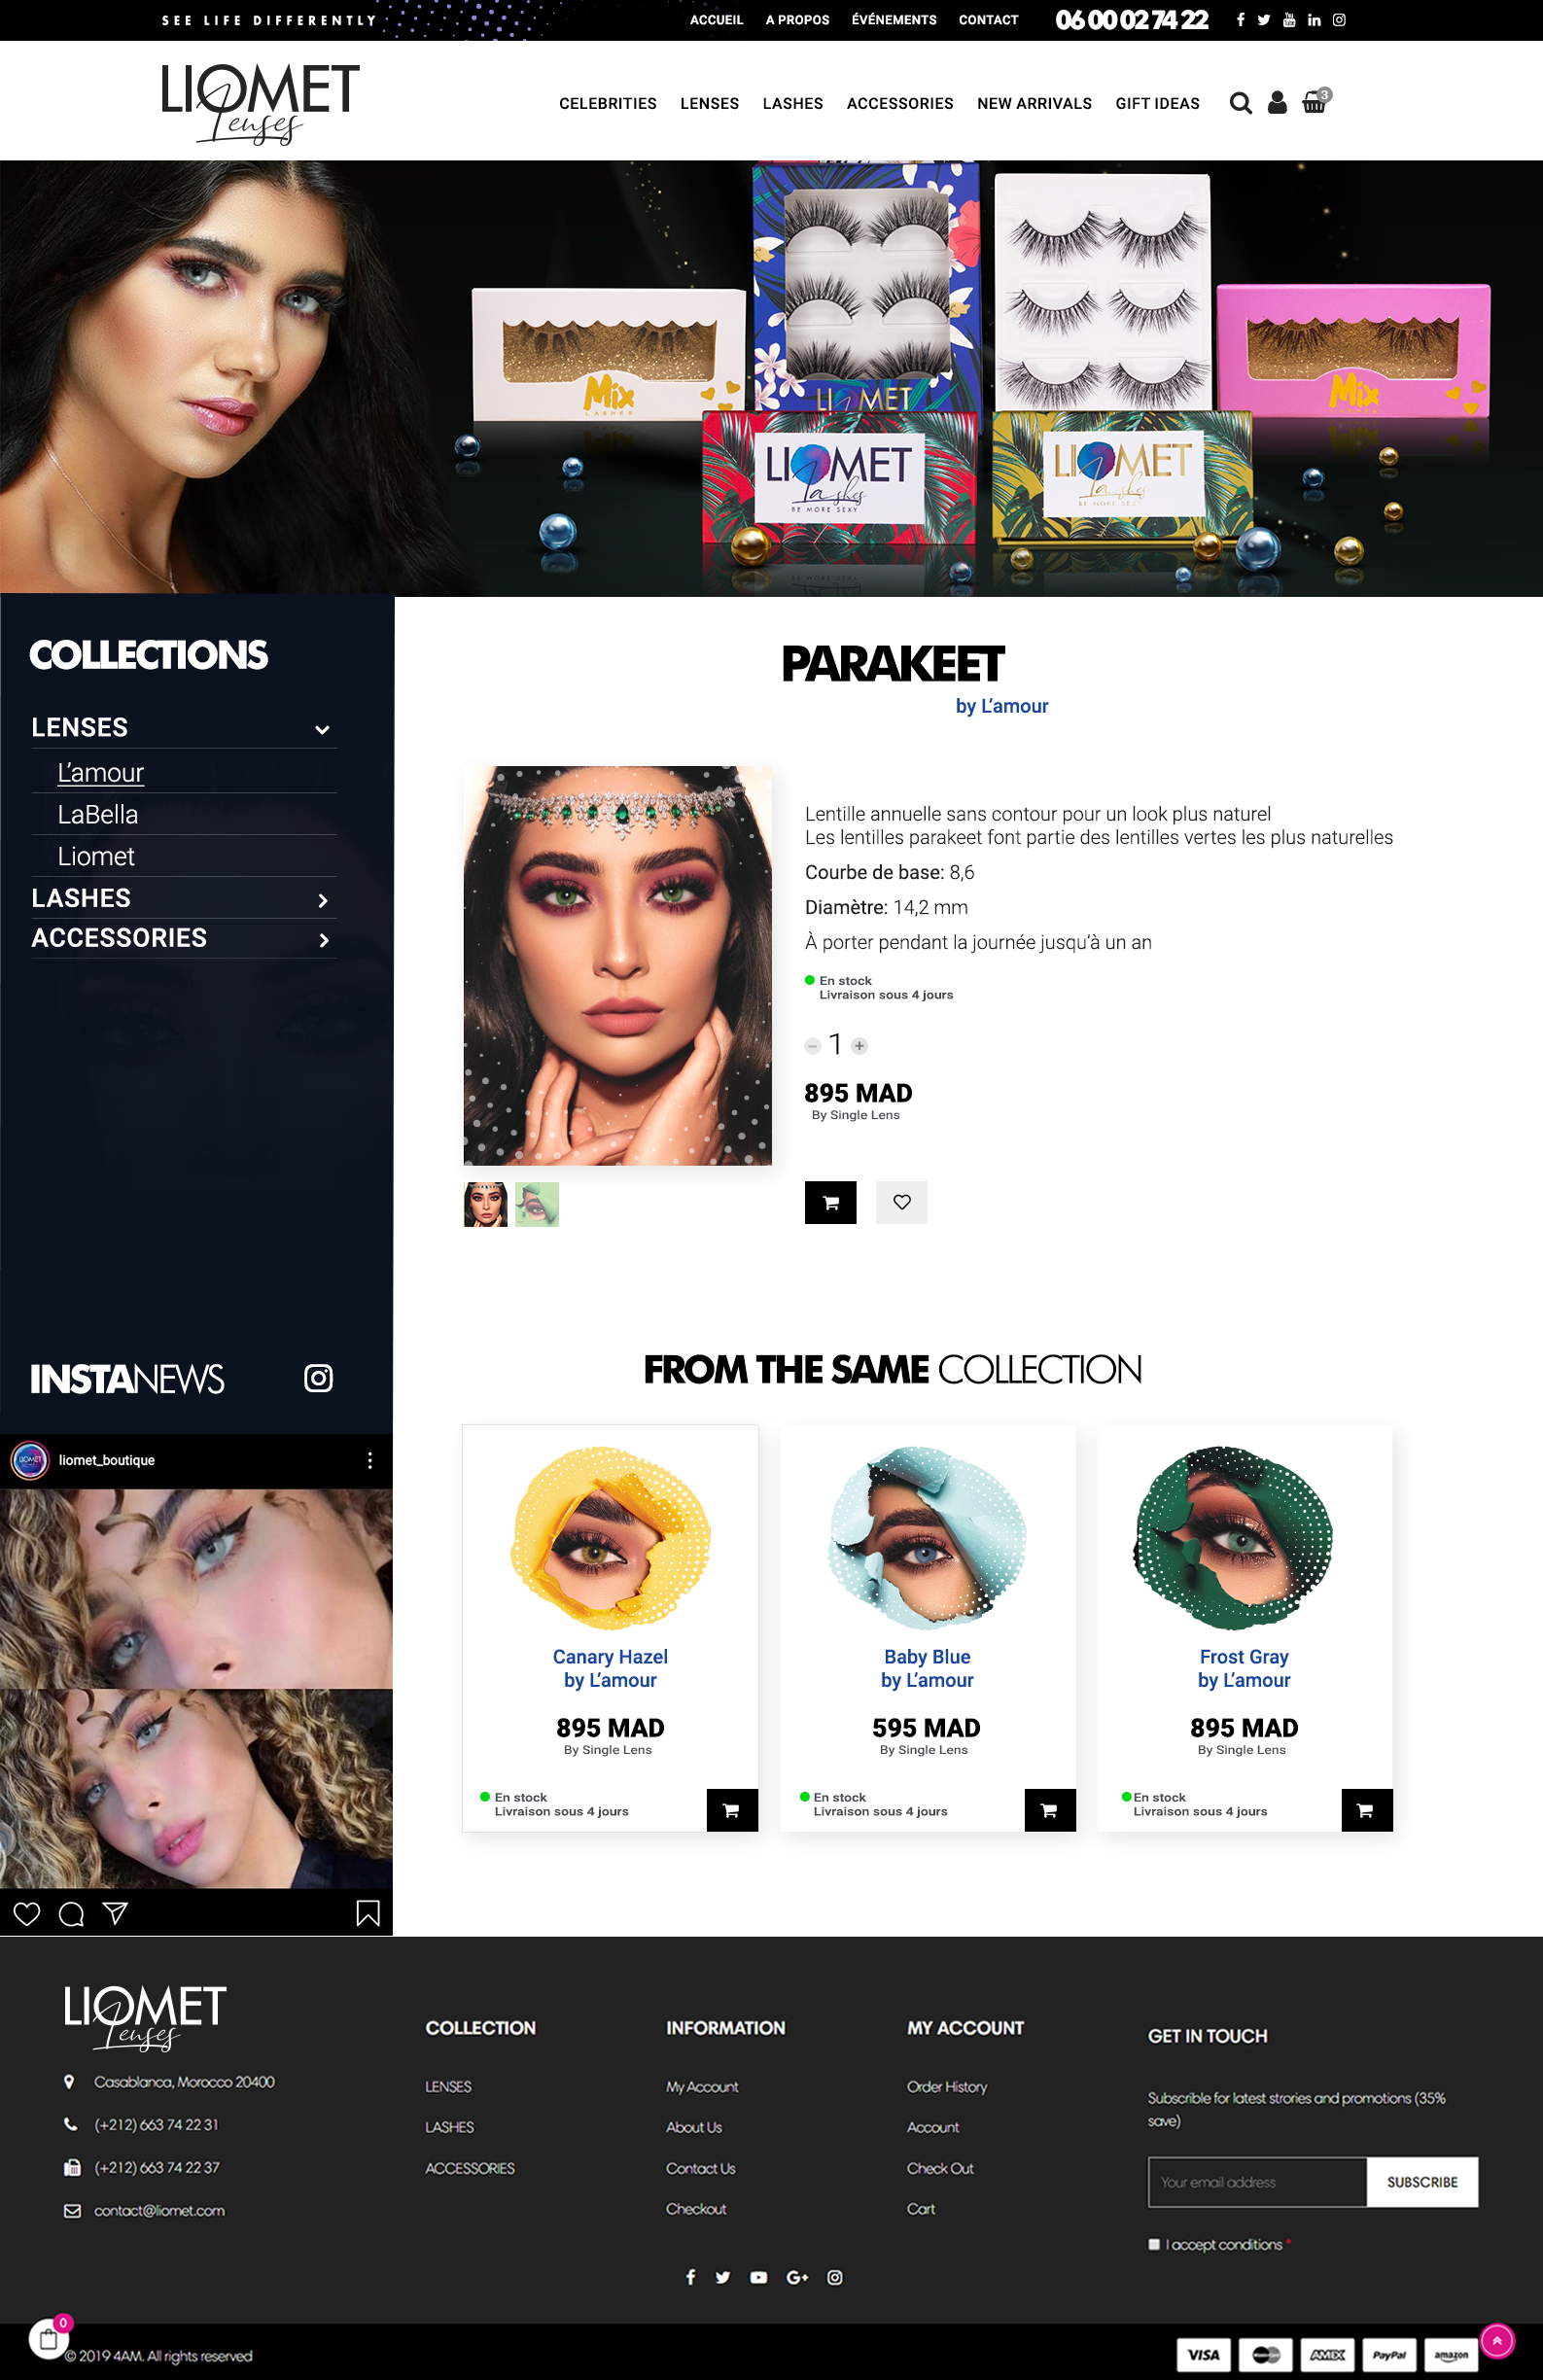 SEE LIFE DIFFERENTLY
ACCUEIL A PROPOS ÉVÉNEMENTS CONTACT 06 00 02 74 22
LIOMET
Lenses
CELEBRITIES LENSES LASHES ACCESSORIES NEW ARRIVALS GIFT IDEAS 3
Mix
LASHES
LIOMET
Mix
LASHES
LIOMET
Lashes
BE MORE SEXY
LIOMET
Lashes
BE MORE SEXY
COLLECTIONS
LENSES
L'amour
LaBella
Liomet
LASHES
ACCESSORIES
PARAKEET
by L'amour
Lentille annuelle sans contour pour un look plus naturel
Les lentilles parakeet font partie des lentilles vertes les plus naturelles
Courbe de base: 8,6
Diamètre: 14,2 mm
À porter pendant la journée jusqu'à un an
En stock
Livraison sous 4 jours
− 1 +
895 MAD
By Single Lens
INSTANEWS
LIOMET
liomet_boutique
FROM THE SAME COLLECTION
Canary Hazel
by L'amour
895 MAD
By Single Lens
En stock
Livraison sous 4 jours
Baby Blue
by L'amour
595 MAD
By Single Lens
En stock
Livraison sous 4 jours
Frost Gray
by L'amour
895 MAD
By Single Lens
En stock
Livraison sous 4 jours
LIOMET
Lenses
Casablanca, Morocco 20400
(+212) 663 74 22 31
(+212) 663 74 22 37
contact@liomet.com
COLLECTION
LENSES
LASHES
ACCESSORIES
INFORMATION
My Account
About Us
Contact Us
Checkout
MY ACCOUNT
Order History
Account
Check Out
Cart
GET IN TOUCH
Subscrible for latest strories and promotions (35%
save)
Your email address SUBSCRIBE
I accept conditions *
0
© 2019 4AM. All rights reserved
VISA MasterCard AMEX PayPal amazon